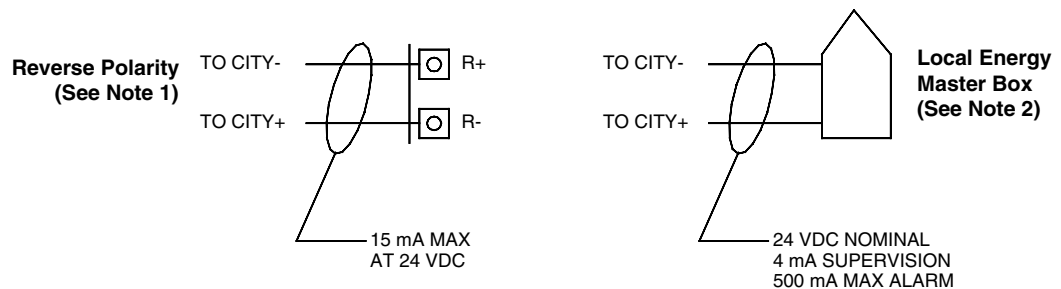 Reverse Polarity
(See Note 1)
TO CITY-
R+
TO CITY+
R-
15 mA MAX
AT 24 VDC
TO CITY-
TO CITY+
Local Energy
Master Box
(See Note 2)
24 VDC NOMINAL
4 mA SUPERVISION
500 mA MAX ALARM